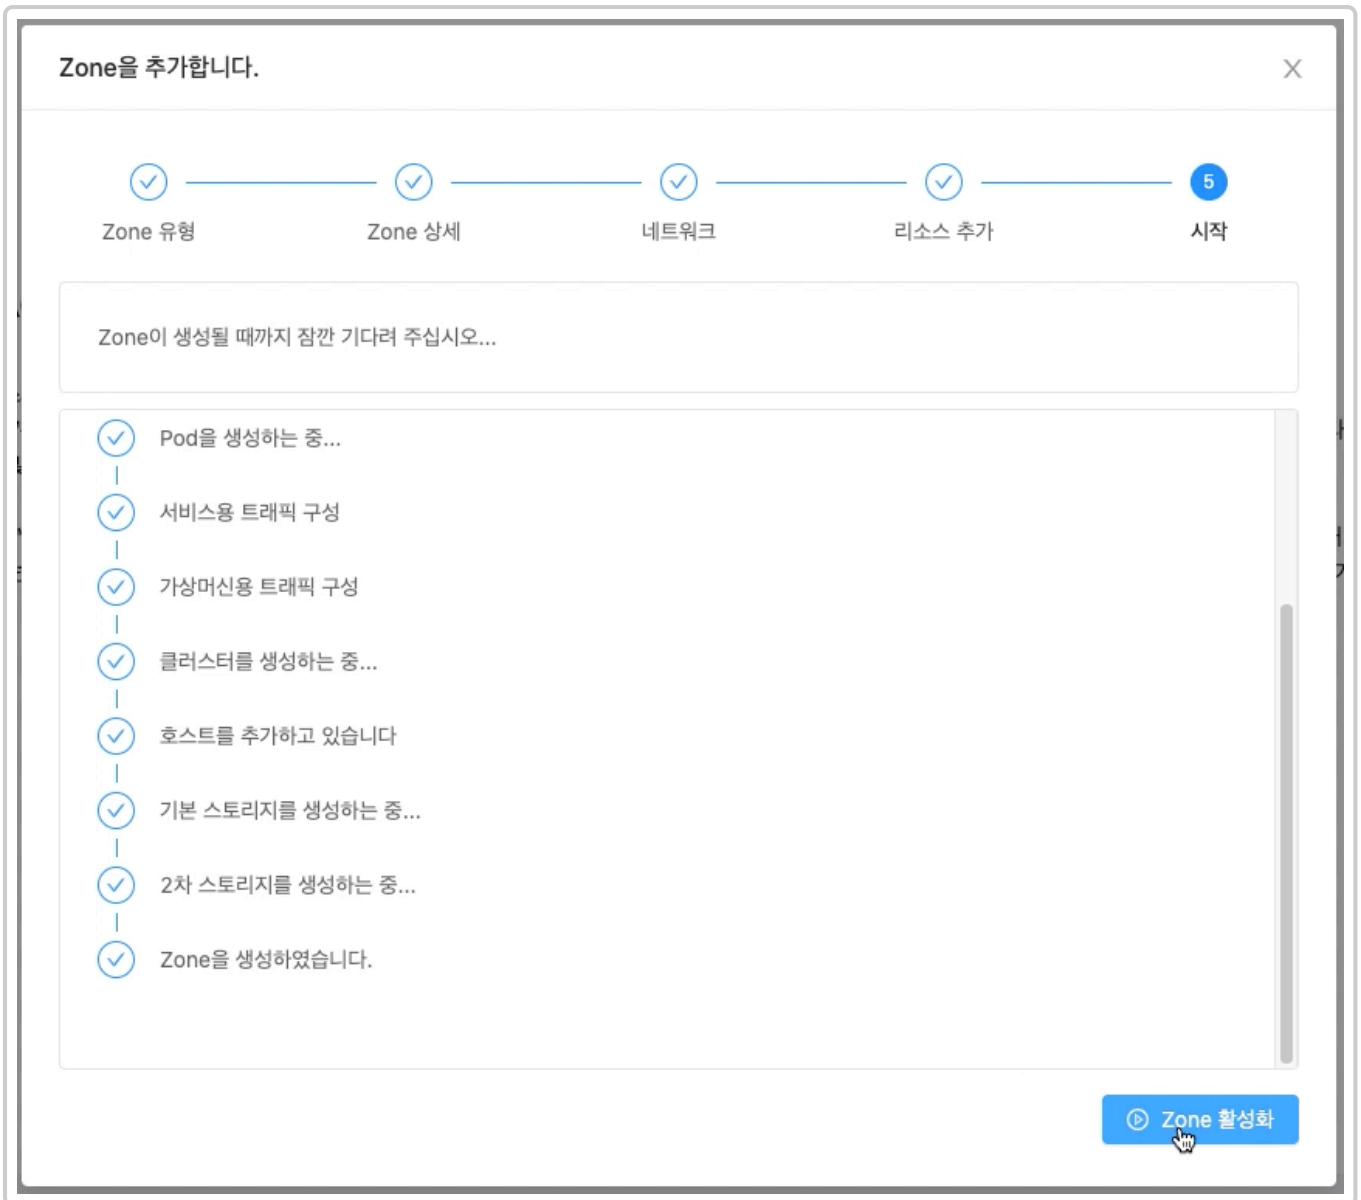 Zone을 추가합니다.
X
Zone 유형
Zone 상세
네트워크
리소스 추가
5
시작
Zone이 생성될 때까지 잠깐 기다려 주십시오...
Pod을 생성하는 중...
서비스용 트래픽 구성
가상머신용 트래픽 구성
클러스터를 생성하는 중...
호스트를 추가하고 있습니다
기본 스토리지를 생성하는 중...
2차 스토리지를 생성하는 중...
Zone을 생성하였습니다.
Zone 활성화